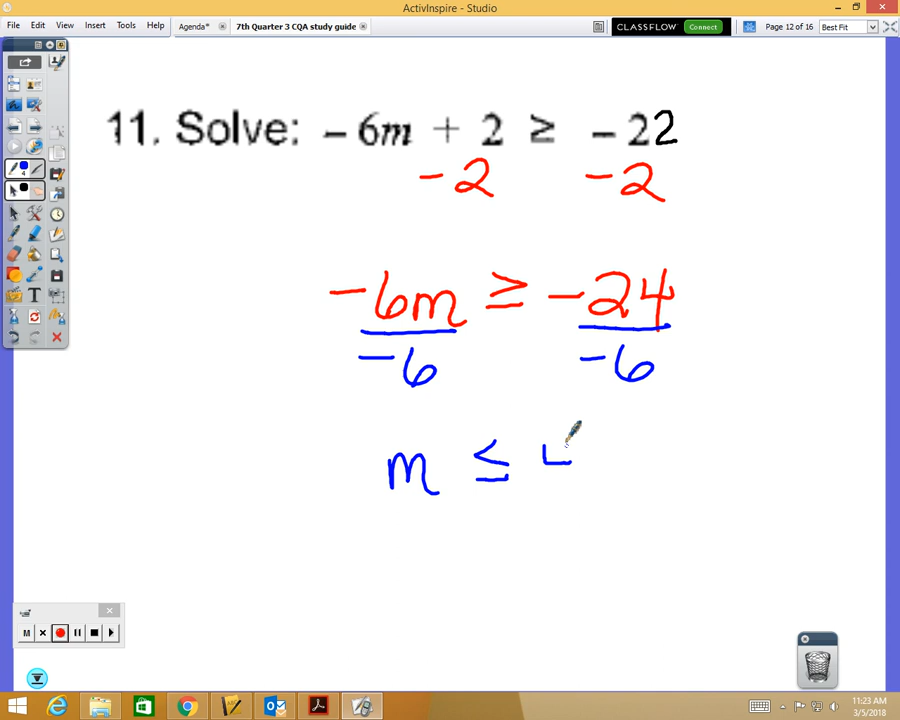 ActivInspire - Studio
File Edit View Insert Tools Help
Agenda*
7th Quarter 3 CQA study guide
CLASSFLOW Connect
Page 12 of 16
Best Fit
11. Solve: – 6m + 2 ≥ – 22
-2 -2
-6m ≥ -24
-6 -6
m ≤
4
T
M
11:23 AM
3/5/2018